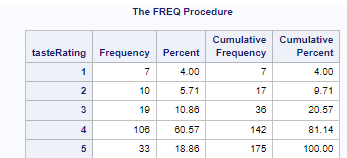 The FREQ Procedure
tasteRating Frequency Percent Cumulative Frequency Cumulative Percent
1 7 4.00 7 4.00
2 10 5.71 17 9.71
3 19 10.86 36 20.57
4 106 60.57 142 81.14
5 33 18.86 175 100.00